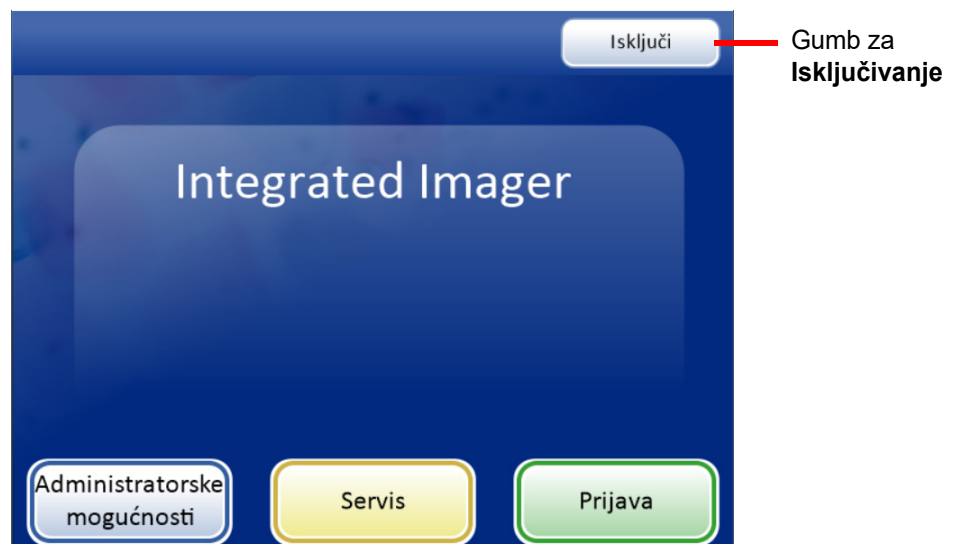 Isključi
Gumb za
Isključivanje
Integrated Imager
Administratorske
mogućnosti
Servis
Prijava